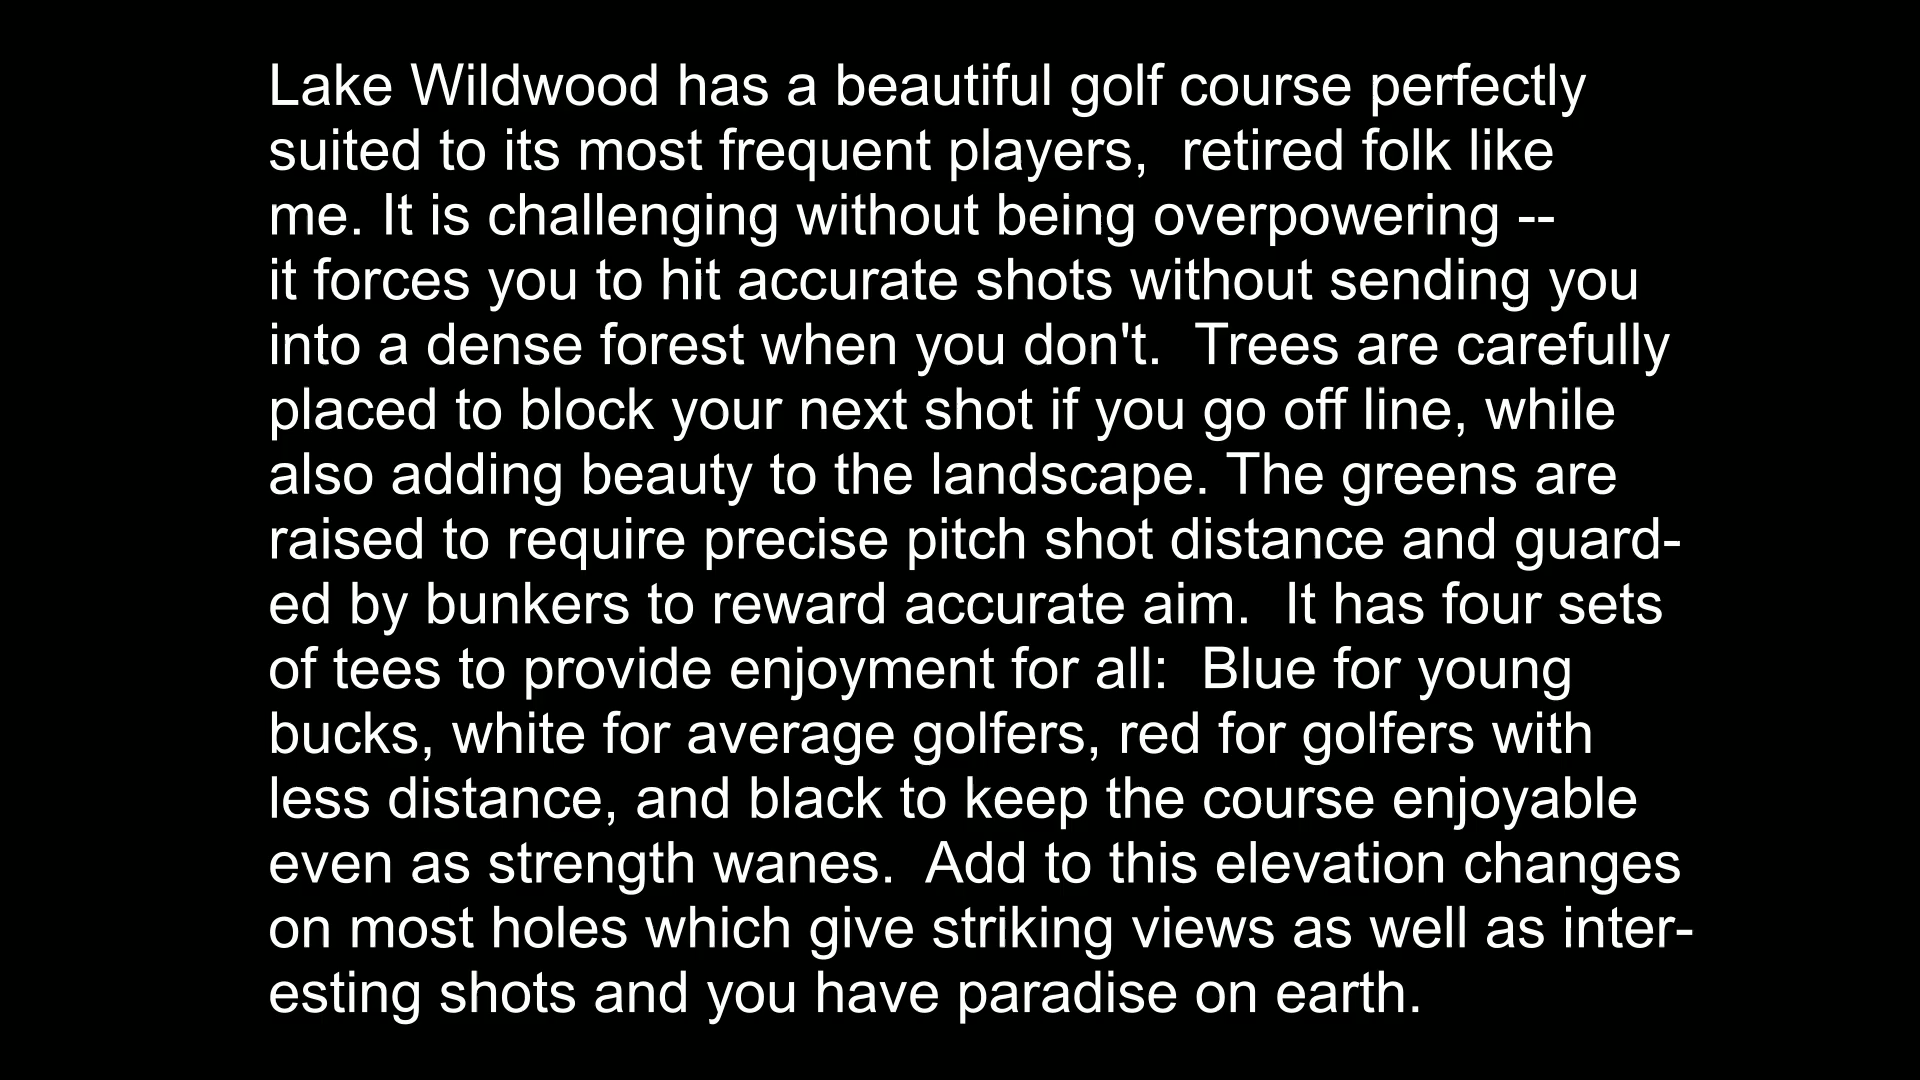 Lake Wildwood has a beautiful golf course perfectly
suited to its most frequent players,  retired folk like
me. It is challenging without being overpowering --
it forces you to hit accurate shots without sending you
into a dense forest when you don't.  Trees are carefully
placed to block your next shot if you go off line, while
also adding beauty to the landscape. The greens are
raised to require precise pitch shot distance and guard-
ed by bunkers to reward accurate aim.  It has four sets
of tees to provide enjoyment for all:  Blue for young
bucks, white for average golfers, red for golfers with
less distance, and black to keep the course enjoyable
even as strength wanes.  Add to this elevation changes
on most holes which give striking views as well as inter-
esting shots and you have paradise on earth.